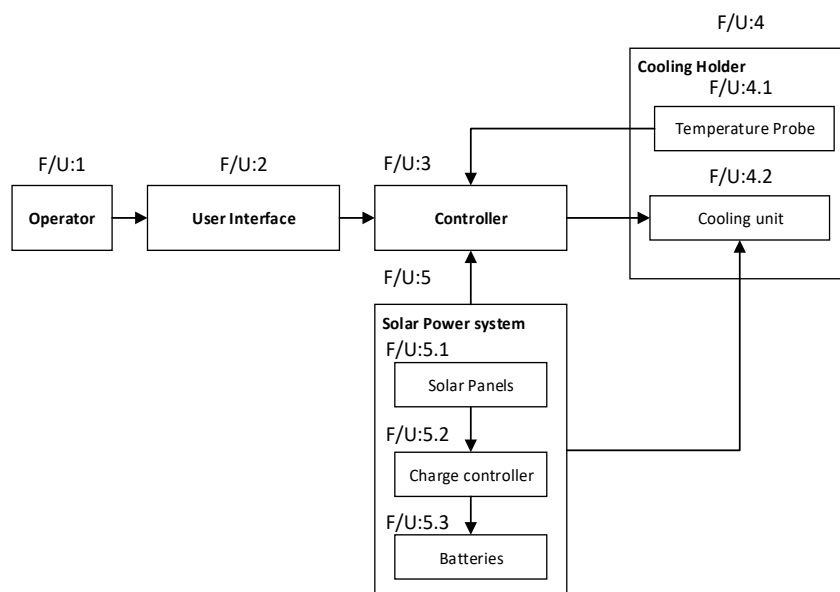 F/U:4
Cooling Holder
F/U:4.1
Temperature Probe
F/U:1
F/U:2
F/U:3
F/U:4.2
Operator
User Interface
Controller
Cooling unit
F/U:5
Solar Power system
F/U:5.1
Solar Panels
F/U:5.2
Charge controller
F/U:5.3
Batteries